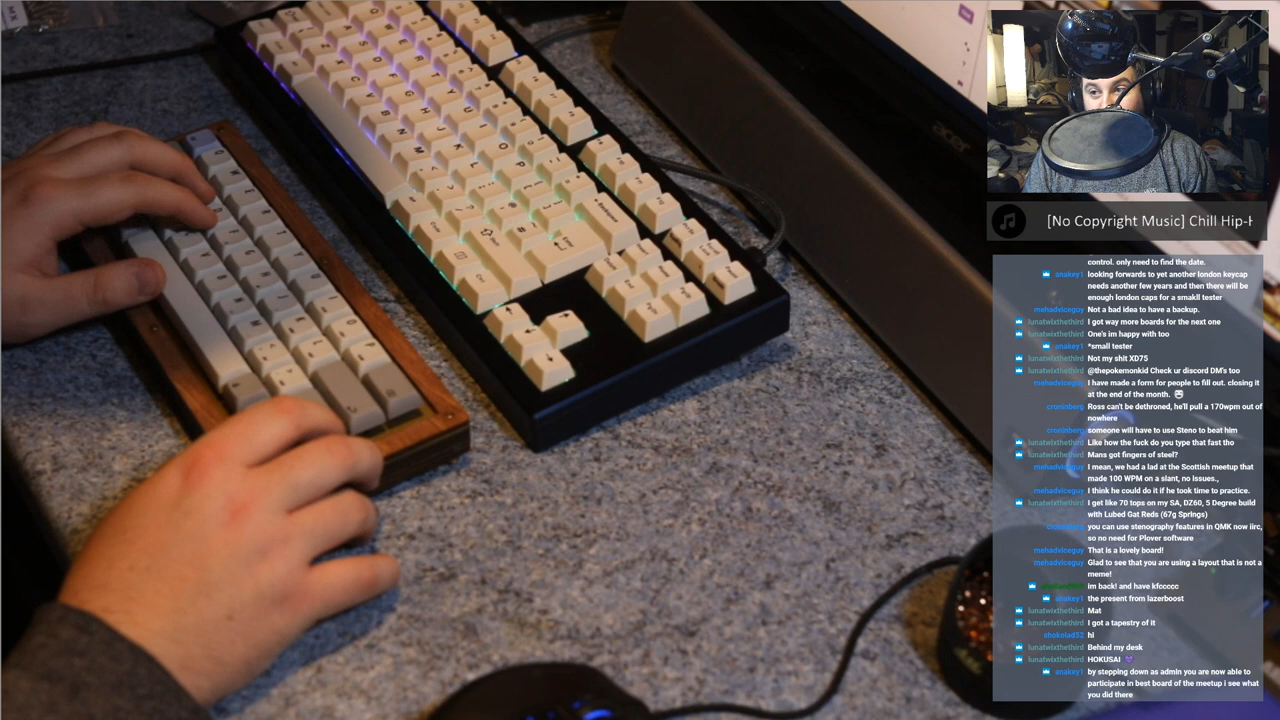 acer
[No Copyright Music] Chill Hip-H
control. only need to find the date.
anakey1 looking forwards to yet another london keycap
needs another few years and then there will be
enough london caps for a smakll tester
mehadviceguy Not a bad idea to have a backup.
lunatwixthethird I got way more boards for the next one
lunatwixthethird One's im happy with too
anakey1 *small tester
lunatwixthethird Not my shit XD75
lunatwixthethird @thepokemonkid Check ur discord DM's too
mehadviceguy I have made a form for people to fill out. closing it
at the end of the month.
croninberg Ross can't be dethroned, he'll pull a 170wpm out of
nowhere
croninberg someone will have to use Steno to beat him
lunatwixthethird Like how the fuck do you type that fast tho
lunatwixthethird Mans got fingers of steel?
mehadviceguy I mean, we had a lad at the Scottish meetup that
made 100 WPM on a slant, no issues.,
mehadviceguy I think he could do it if he took time to practice.
lunatwixthethird I get like 70 tops on my SA, DZ60, 5 Degree build
with Lubed Gat Reds (67g Springs)
croninberg you can use stenography features in QMK now iirc,
so no need for Plover software
mehadviceguy That is a lovely board!
mehadviceguy Glad to see that you are using a layout that is not a
meme!
im back! and have kfccccc
anakey1 the present from lazerboost
lunatwixthethird Mat
lunatwixthethird I got a tapestry of it
shokolad52 hi
lunatwixthethird Behind my desk
lunatwixthethird HOKUSAI
anakey1 by stepping down as admin you are now able to
participate in best board of the meetup i see what
you did there